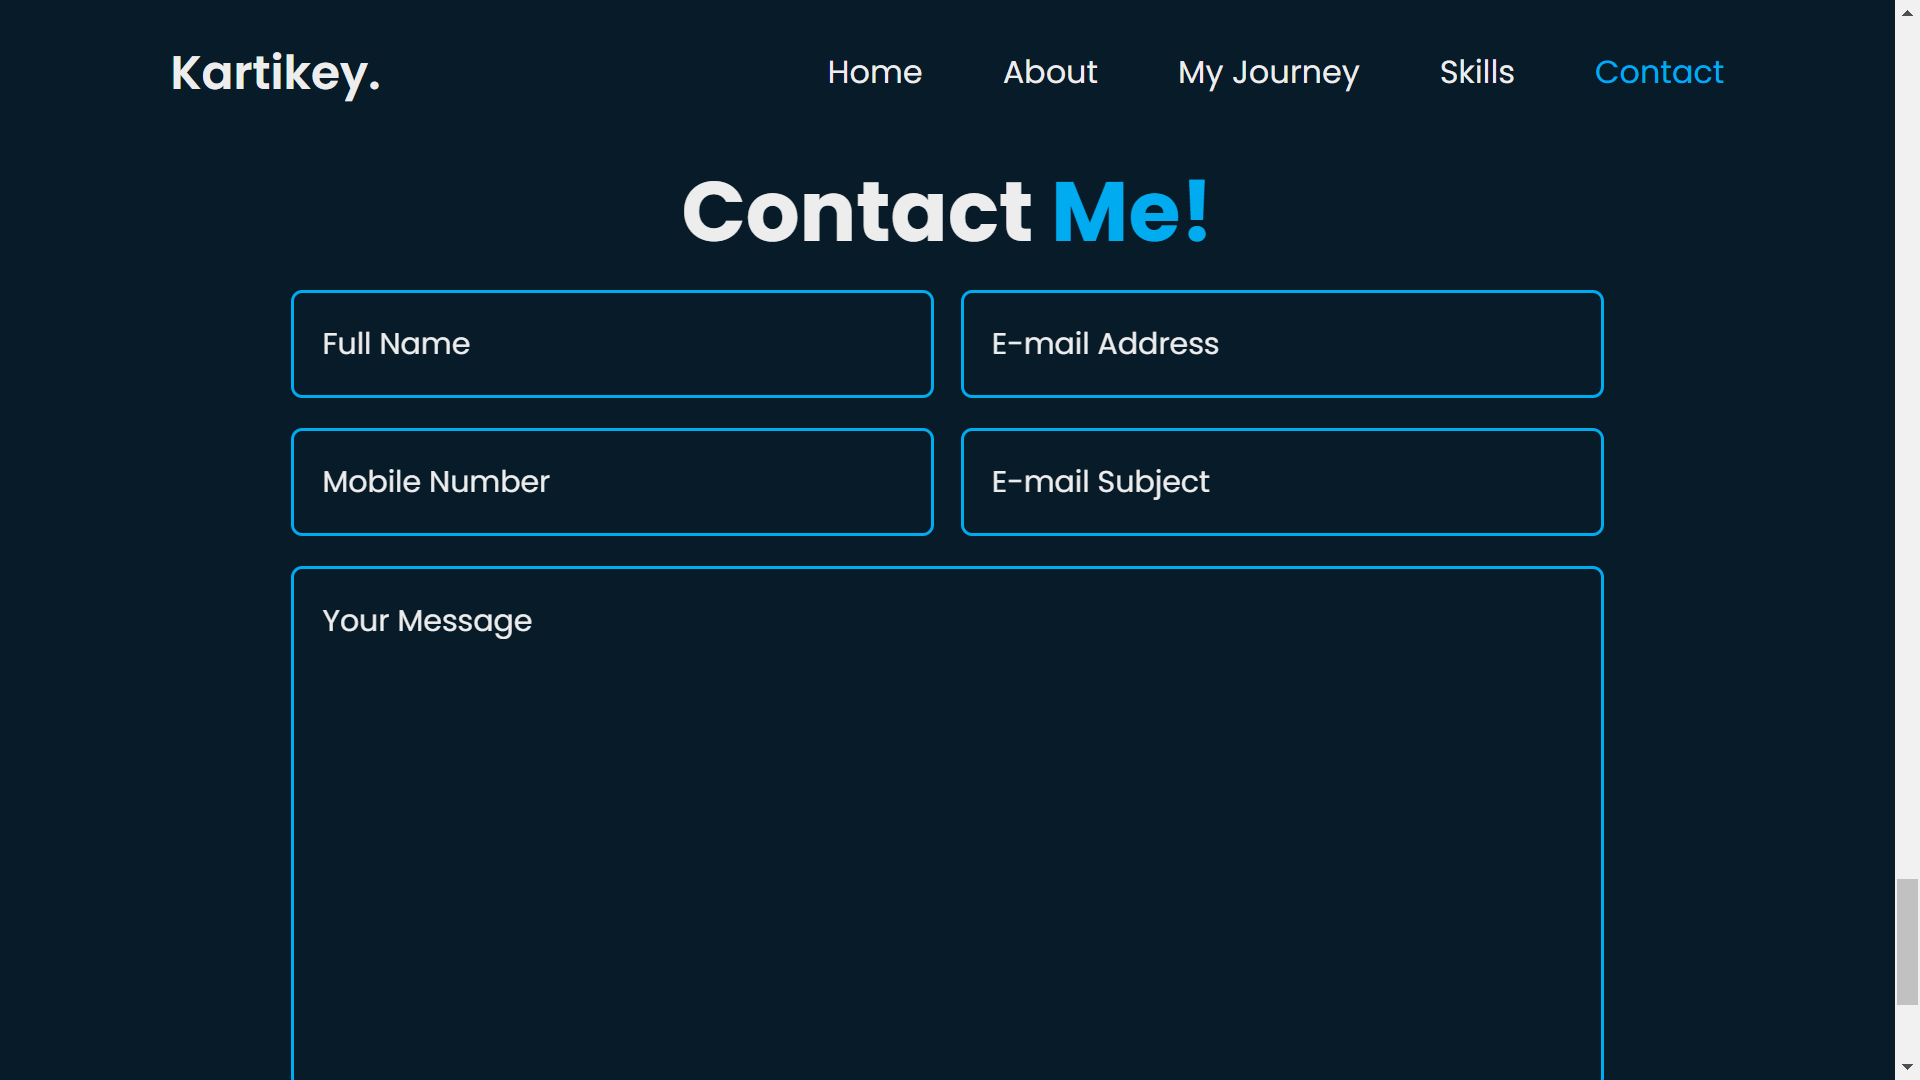 Kartikey.
Home About My Journey Skills Contact
Contact Me!
Full Name
E-mail Address
Mobile Number
E-mail Subject
Your Message